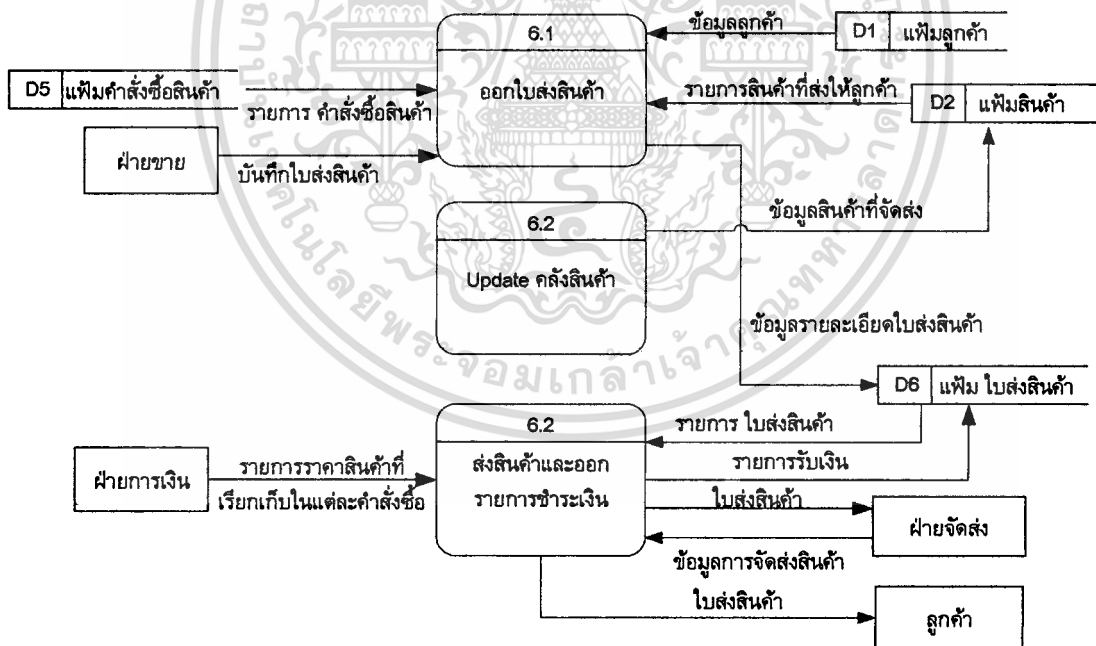 6.1
ข้อมูลลูกค้า
D1 แฟ้มลูกค้า
D5 แฟ้มคำสั่งซื้อสินค้า
รายการ คำสั่งซื้อสินค้า
ออกใบส่งสินค้า
รายการสินค้าที่ส่งให้ลูกค้า
D2 แฟ้มสินค้า
ฝ่ายขาย
บันทึกใบส่งสินค้า
6.2
Update คลังสินค้า
ข้อมูลสินค้าที่จัดส่ง
ข้อมูลรายละเอียดใบส่งสินค้า
D6 แฟ้ม ใบส่งสินค้า
6.2
ส่งสินค้าและออก
รายการชำระเงิน
รายการ ใบส่งสินค้า
รายการรับเงิน
ฝ่ายการเงิน
รายการราคาสินค้าที่
เรียกเก็บในแต่ละคำสั่งซื้อ
ใบส่งสินค้า
ฝ่ายจัดส่ง
ข้อมูลการจัดส่งสินค้า
ใบส่งสินค้า
ลูกค้า